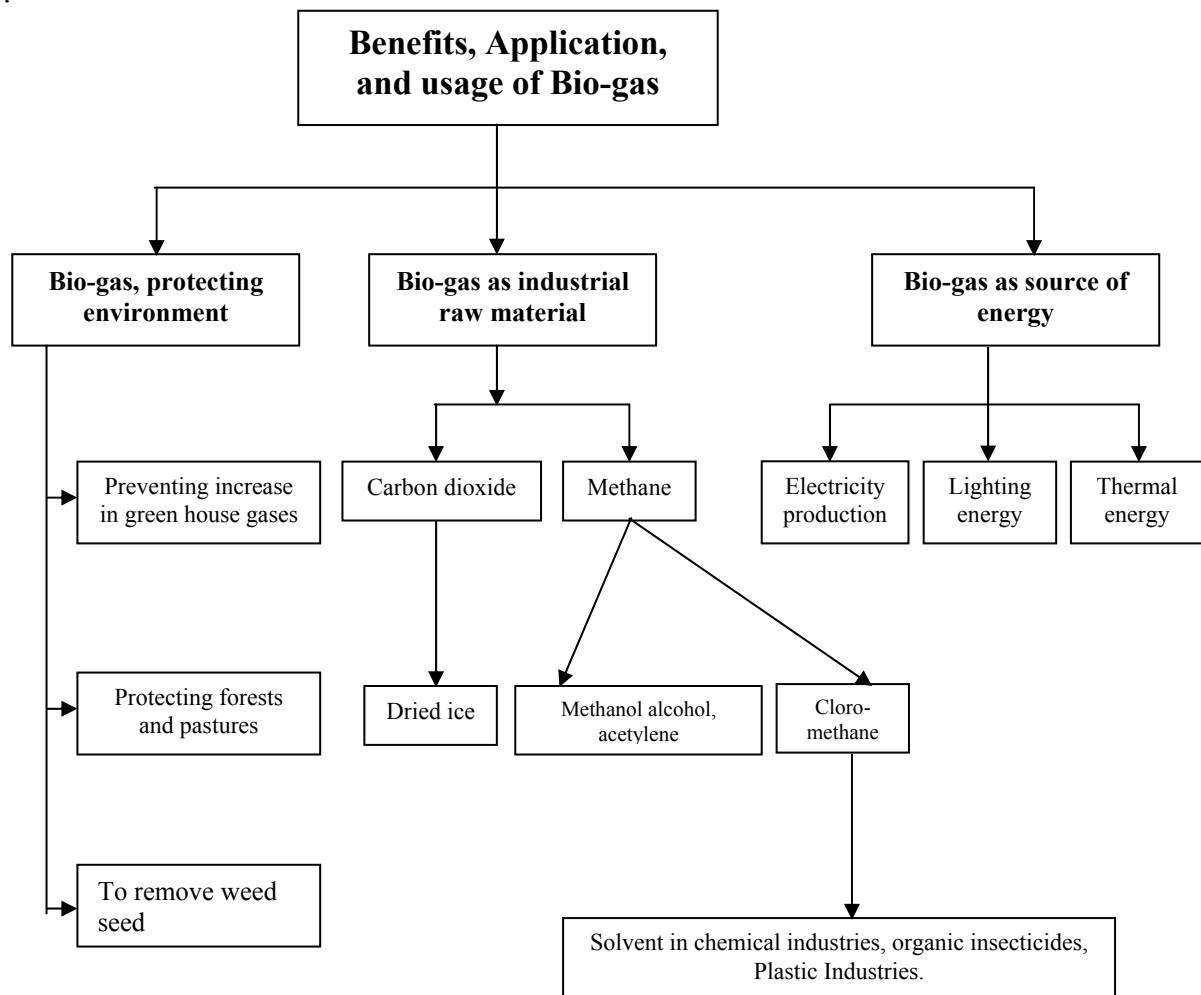 Benefits, Application,
and usage of Bio-gas
Bio-gas, protecting
environment
Bio-gas as industrial
raw material
Bio-gas as source of
energy
Preventing increase
in green house gases
Carbon dioxide
Methane
Electricity
production
Lighting
energy
Thermal
energy
Protecting forests
and pastures
Dried ice
Methanol alcohol,
acetylene
Cloro-
methane
To remove weed
seed
Solvent in chemical industries, organic insecticides,
Plastic Industries.